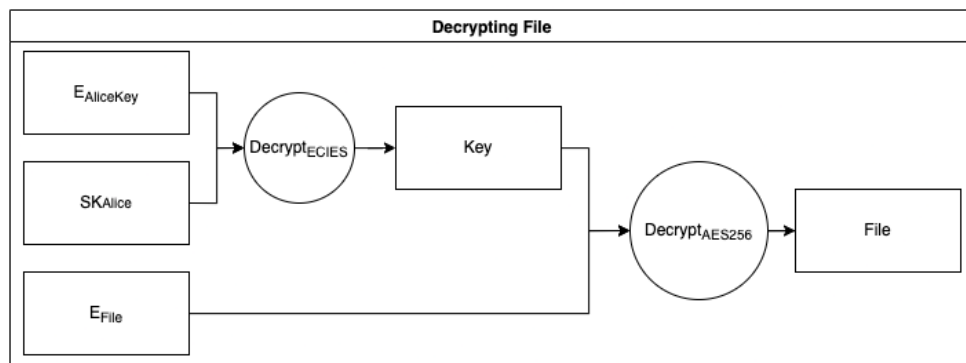 Decrypting File
EAliceKey
DecryptECIES
Key
SKAlice
DecryptAES256
File
EFile